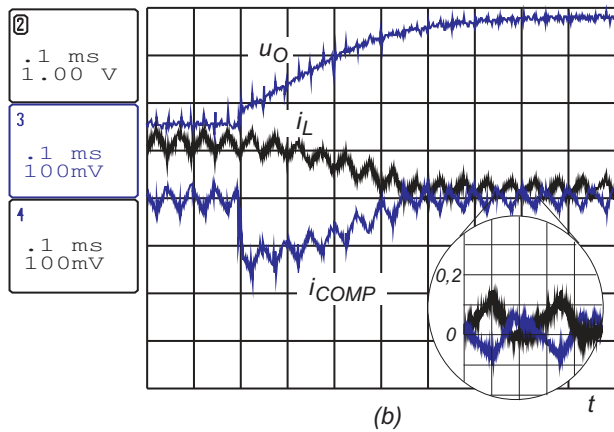 2
.1 ms
1.00 V
3
.1 ms
100mV
4
.1 ms
100mV
uO
iL
iCOMP
0,2
0
(b)
t